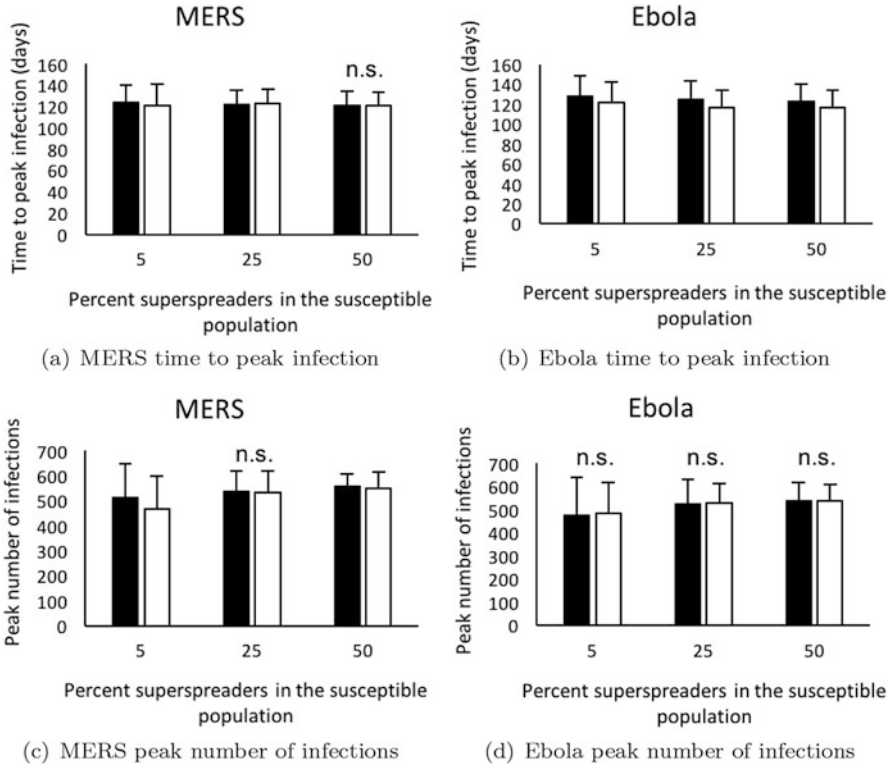 MERS
Time to peak infection (days)
160
140
120
100
80
60
40
20
0
n.s.
5 25 50
Percent superspreaders in the susceptible
population
(a) MERS time to peak infection
Ebola
Time to peak infection (days)
160
140
120
100
80
60
40
20
0
5 25 50
Percent superspreaders in the susceptible
population
(b) Ebola time to peak infection
MERS
Peak number of infections
700
600
500
400
300
200
100
0
n.s.
5 25 50
Percent superspreaders in the susceptible
population
(c) MERS peak number of infections
Ebola
Peak number of infections
700
600
500
400
300
200
100
0
n.s. n.s. n.s.
5 25 50
Percent superspreaders in the susceptible
population
(d) Ebola peak number of infections